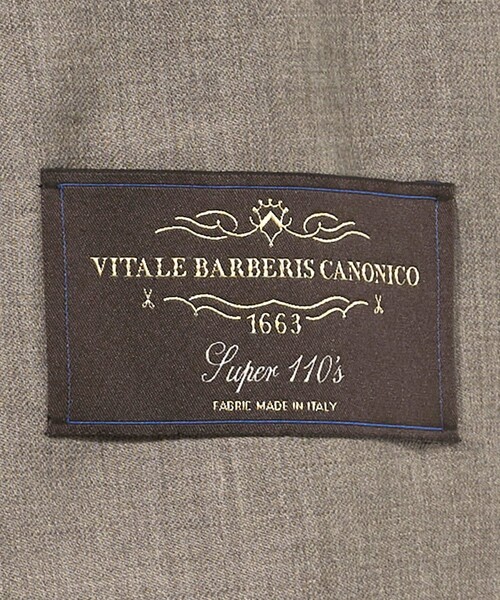 VITALE BARBERIS CANONICO
1663
Super 110's
FABRIC MADE IN ITALY